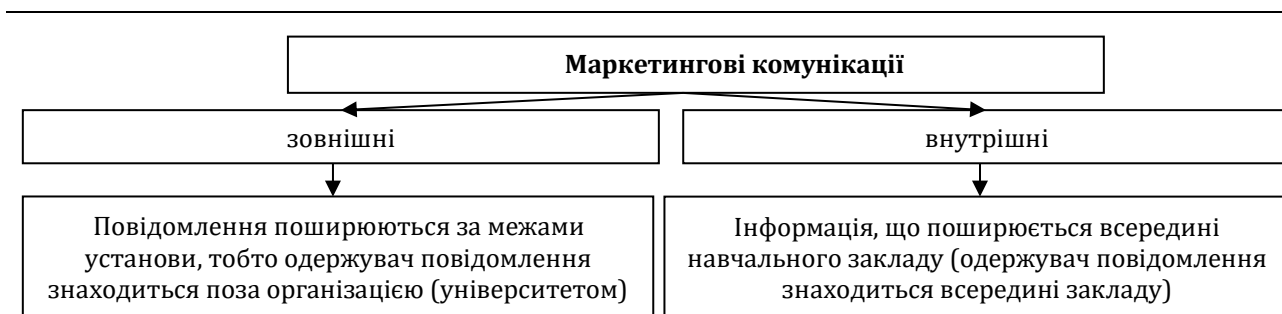 Маркетингові комунікації
зовнішні
внутрішні
Повідомлення поширюються за межами
установи, тобто одержувач повідомлення
знаходиться поза організацією (університетом)
Інформація, що поширюється всередині
навчального закладу (одержувач повідомлення
знаходиться всередині закладу)